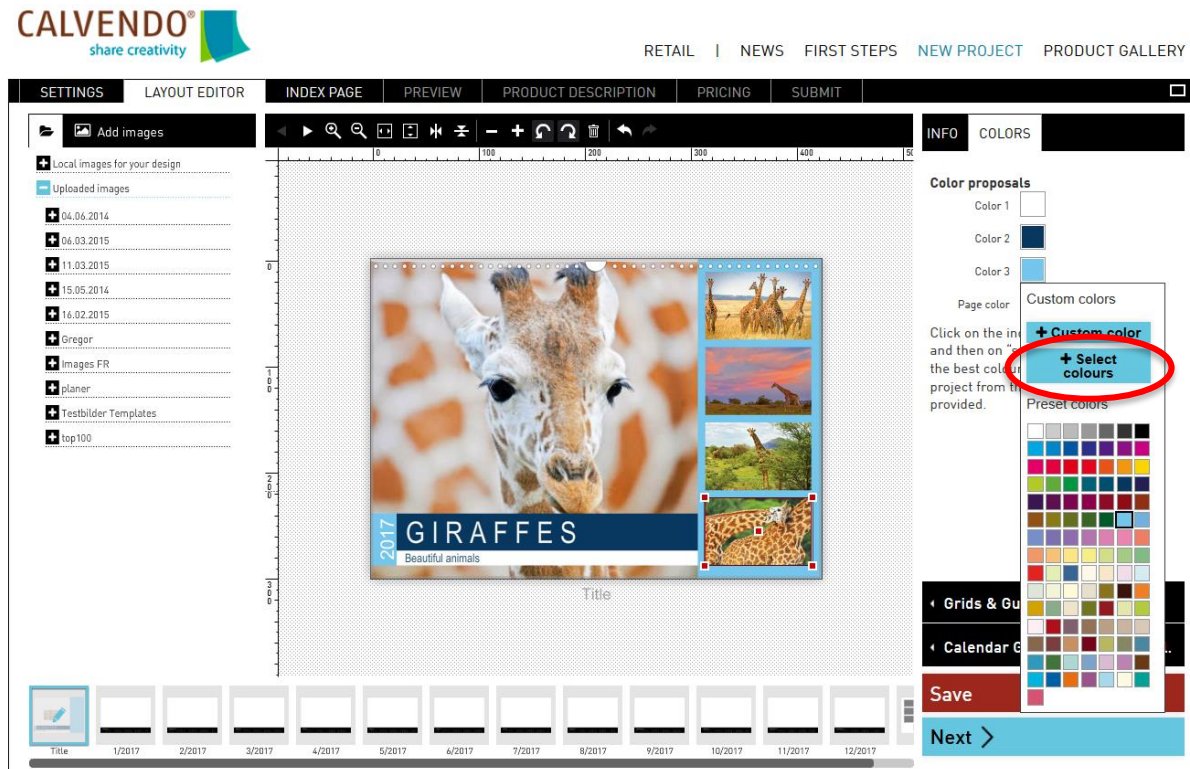 CALVENDO®
share creativity
RETAIL | NEWS FIRST STEPS NEW PROJECT PRODUCT GALLERY
SETTINGS LAYOUT EDITOR INDEX PAGE PREVIEW PRODUCT DESCRIPTION PRICING SUBMIT
Add images
Local images for your design
Uploaded images
04.06.2014
06.03.2015
11.03.2015
15.05.2014
16.02.2015
Gregor
Images FR
planer
Testbilder Templates
top100
0 100 200 300 400 50
0
100
200
300
2017
GIRAFFES
Beautiful animals
Title
INFO COLORS
Color proposals
Color 1
Color 2
Color 3
Page color
Click on the in
and then on "s
the best colou
project from th
provided.
Custom colors
+ Custom color
+ Select
colours
Preset colors
Grids & Gu
Calendar G ..
Save
Next
Title 1/2017 2/2017 3/2017 4/2017 5/2017 6/2017 7/2017 8/2017 9/2017 10/2017 11/2017 12/2017